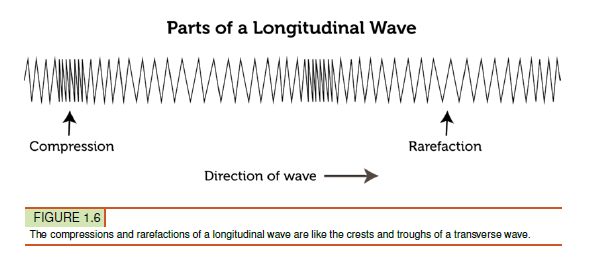 Parts of a Longitudinal Wave
Compression
Rarefaction
Direction of wave
FIGURE 1.6
The compressions and rarefactions of a longitudinal wave are like the crests and troughs of a transverse wave.